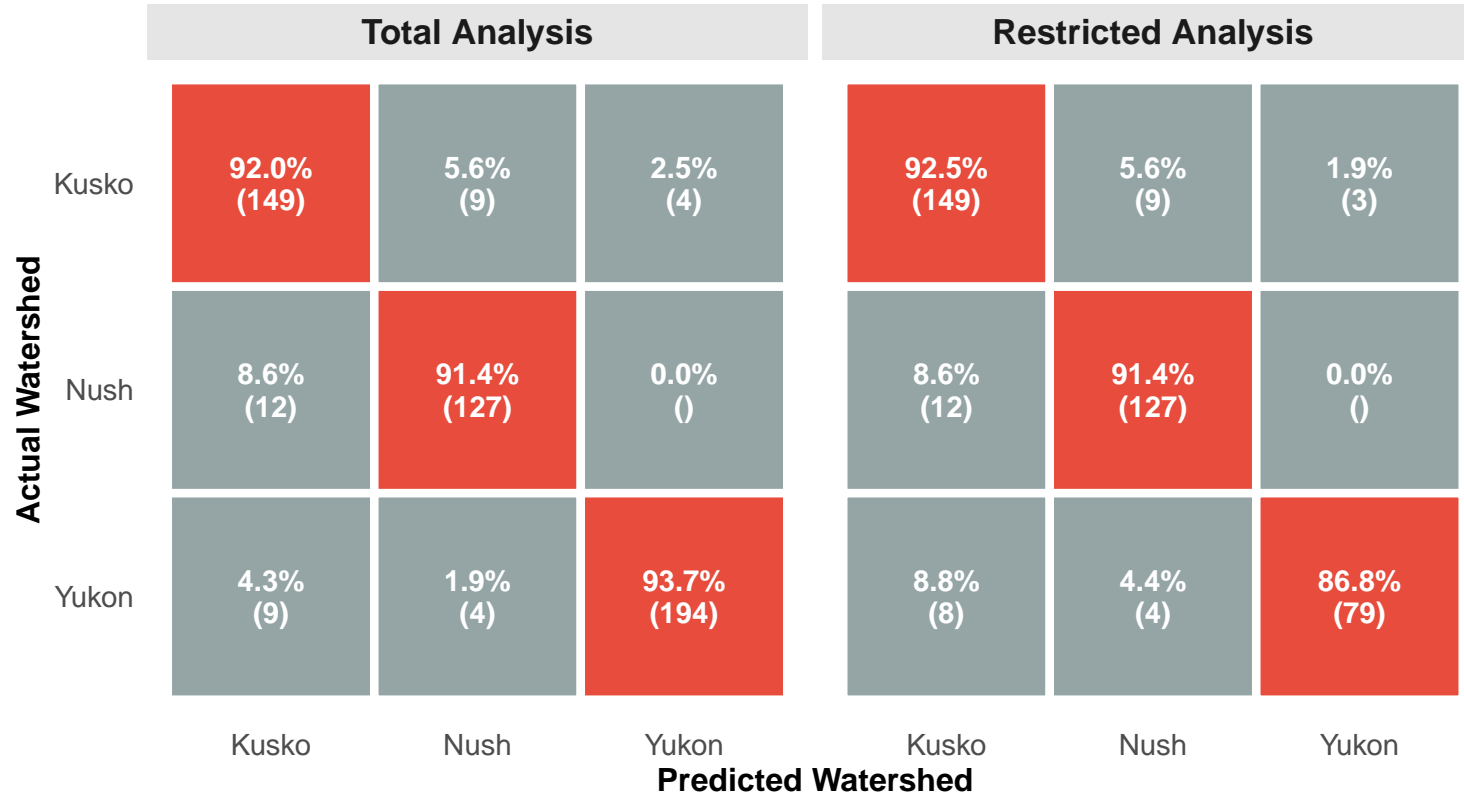 Total Analysis
Restricted Analysis
Actual Watershed
Kusko
92.0%
(149)
5.6%
(9)
2.5%
(4)
92.5%
(149)
5.6%
(9)
1.9%
(3)
Nush
8.6%
(12)
91.4%
(127)
0.0%
()
8.6%
(12)
91.4%
(127)
0.0%
()
Yukon
4.3%
(9)
1.9%
(4)
93.7%
(194)
8.8%
(8)
4.4%
(4)
86.8%
(79)
Kusko
Nush
Yukon
Kusko
Nush
Yukon
Predicted Watershed